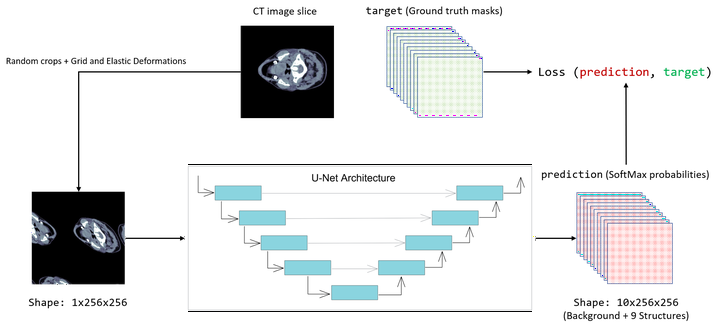 CT image slice
target (Ground truth masks)
Random crops + Grid and Elastic Deformations
Loss (prediction, target)
U-Net Architecture
prediction (SoftMax probabilities)
Shape: 1x256x256
Shape: 10x256x256
(Background + 9 Structures)